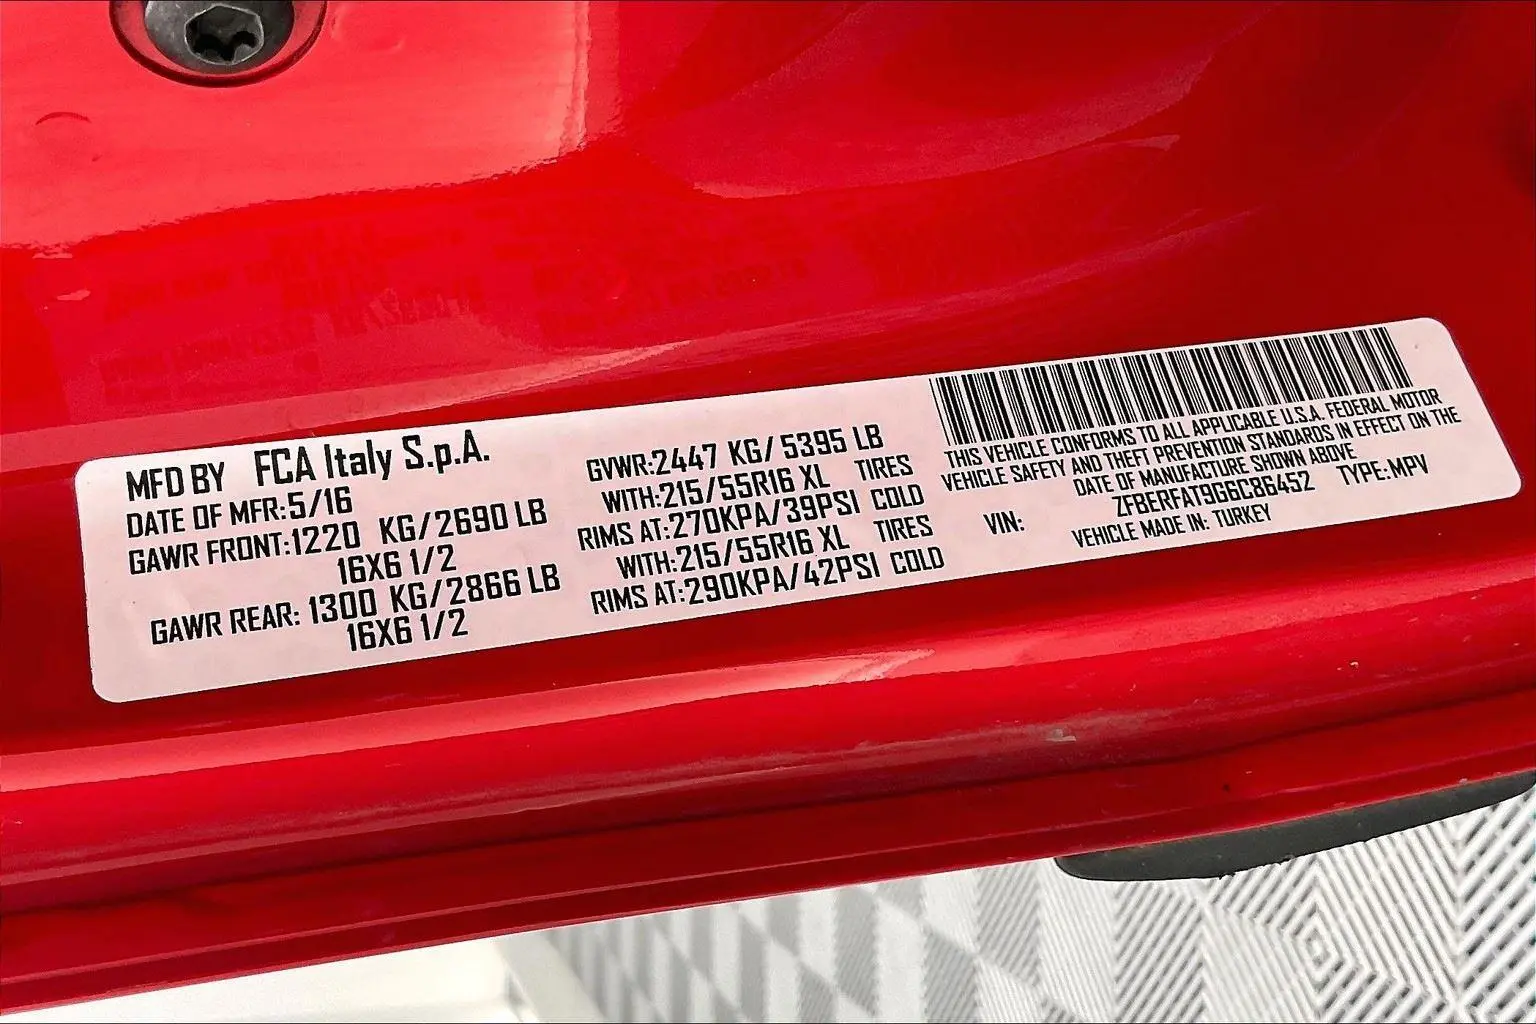 MFD BY FCA Italy S.p.A.
DATE OF MFR:5/16
GAWR FRONT:1220 KG/2690 LB
16X6 1/2
GAWR REAR: 1300 KG/2866 LB
16X6 1/2
GVWR:2447 KG/ 5395 LB
WITH:215/55R16 XL TIRES
RIMS AT:270KPA/39PSI COLD
WITH:215/55R16 XL TIRES
RIMS AT:290KPA/42PSI COLD
THIS VEHICLE CONFORMS TO ALL APPLICABLE U.S.A. FEDERAL MOTOR
VEHICLE SAFETY AND THEFT PREVENTION STANDARDS IN EFFECT ON THE
DATE OF MANUFACTURE SHOWN ABOVE
VIN: ZFBERFAT9G6C86452 TYPE:MPV
VEHICLE MADE IN: TURKEY